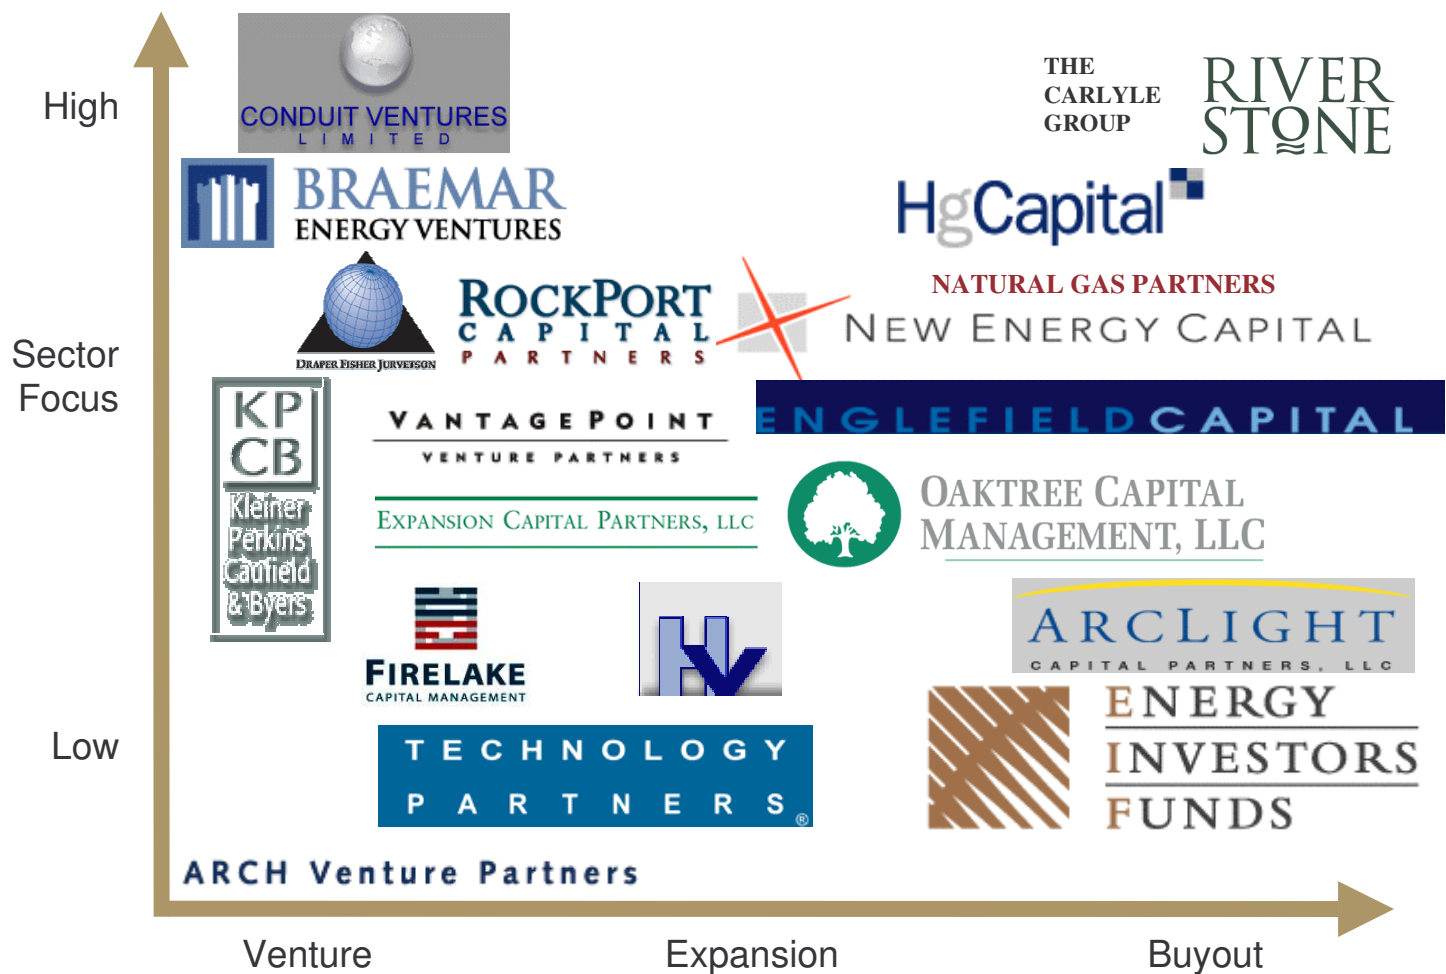 High
CONDUIT VENTURES
LIMITED
THE
CARLYLE
GROUP
RIVER
STONE
BRAEMAR
ENERGY VENTURES
HgCapital
DRAPER FISHER JURVETSON
ROCKPORT
CAPITAL
PARTNERS
NATURAL GAS PARTNERS
NEW ENERGY CAPITAL
Sector
Focus
KP
CB
Kleiner
Perkins
Caufield
& Byers
VANTAGEPOINT
VENTURE PARTNERS
ENGLEFIELDCAPITAL
EXPANSION CAPITAL PARTNERS, LLC
OAKTREE CAPITAL
MANAGEMENT, LLC
FIRELAKE
CAPITAL MANAGEMENT
HV
ARCLIGHT
CAPITAL PARTNERS, LLC
Low
TECHNOLOGY
PARTNERS®
ENERGY
INVESTORS
FUNDS
ARCH Venture Partners
Venture
Expansion
Buyout